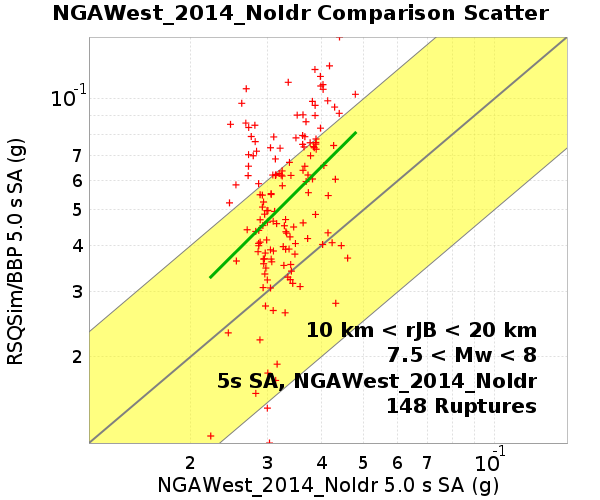 NGAWest_2014_NoIdr Comparison Scatter
RSQSim/BBP 5.0 s SA (g)
10^-1
7
6
5
4
3
2
10 km < rJB < 20 km
7.5 < Mw < 8
5s SA, NGAWest_2014_NoIdr
148 Ruptures
2 3 4 5 6 7 10^-1
NGAWest_2014_NoIdr 5.0 s SA (g)